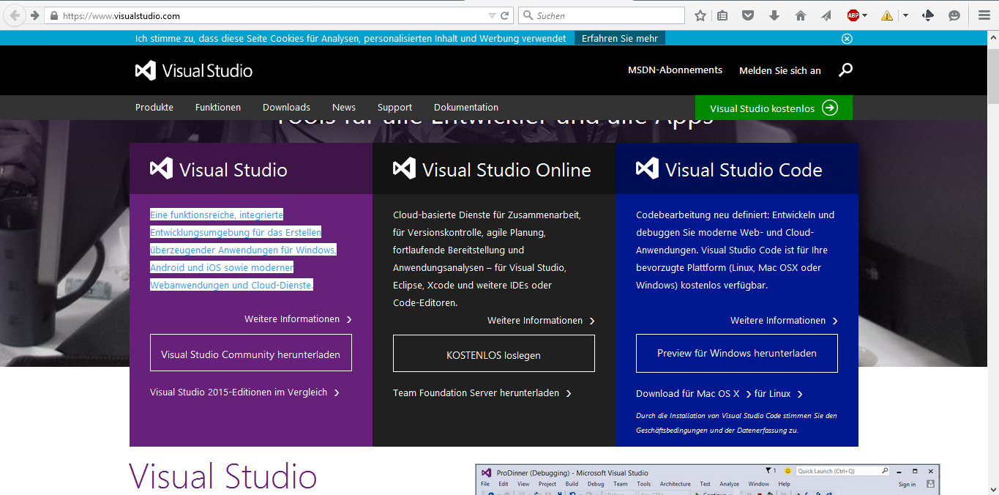 https://www.visualstudio.com
Suchen
ABP
Ich stimme zu, dass diese Seite Cookies für Analysen, personalisierten Inhalt und Werbung verwendet
Erfahren Sie mehr
Visual Studio
MSDN-Abonnements
Melden Sie sich an
Produkte
Funktionen
Downloads
News
Support
Dokumentation
Visual Studio kostenlos
Tools für alle Entwickler und alle Apps
Visual Studio
Eine funktionsreiche, integrierte
Entwicklungsumgebung für das Erstellen
überzeugender Anwendungen für Windows,
Android und iOS sowie moderner
Webanwendungen und Cloud-Dienste.
Weitere Informationen
Visual Studio Community herunterladen
Visual Studio 2015-Editionen im Vergleich
Visual Studio Online
Cloud-basierte Dienste für Zusammenarbeit,
für Versionskontrolle, agile Planung,
fortlaufende Bereitstellung und
Anwendungsanalysen – für Visual Studio,
Eclipse, Xcode und weitere IDEs oder
Code-Editoren.
Weitere Informationen
KOSTENLOS loslegen
Team Foundation Server herunterladen
Visual Studio Code
Codebearbeitung neu definiert: Entwickeln und
debuggen Sie moderne Web- und Cloud-
Anwendungen. Visual Studio Code ist für Ihre
bevorzugte Plattform (Linux, Mac OSX oder
Windows) kostenlos verfügbar.
Weitere Informationen
Preview für Windows herunterladen
Download für Mac OS X
für Linux
Durch die Installation von Visual Studio Code stimmen Sie den
Geschäftsbedingungen und der Datenerfassung zu.
Visual Studio
ProDinner (Debugging) - Microsoft Visual Studio
1
Quick Launch (Ctrl+Q)
File Edit View Project Build Debug Team Tools Architecture Test Analyze Window Help
Sign in